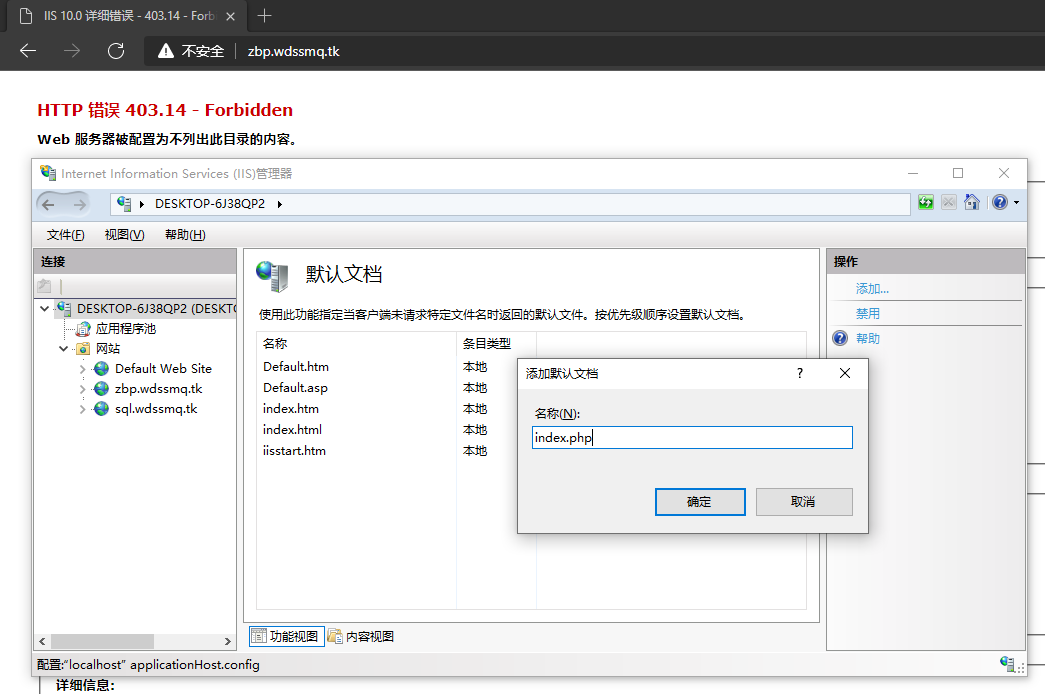 IIS 10.0 详细错误 - 403.14 - Forb
不安全
zbp.wdssmq.tk
HTTP 错误 403.14 - Forbidden
Web 服务器被配置为不列出此目录的内容。
Internet Information Services (IIS)管理器
DESKTOP-6J38QP2
文件(F) 视图(V) 帮助(H)
连接
DESKTOP-6J38QP2 (DESKTO
应用程序池
网站
Default Web Site
zbp.wdssmq.tk
sql.wdssmq.tk
默认文档
使用此功能指定当客户端未请求特定文件名时返回的默认文件。按优先级顺序设置默认文档。
名称 条目类型
Default.htm 本地
Default.asp 本地
index.htm 本地
index.html 本地
iisstart.htm 本地
添加默认文档
?
名称(N):
index.php
确定 取消
操作
添加...
禁用
帮助
功能视图 内容视图
配置:“localhost” applicationHost.config
详细信息: